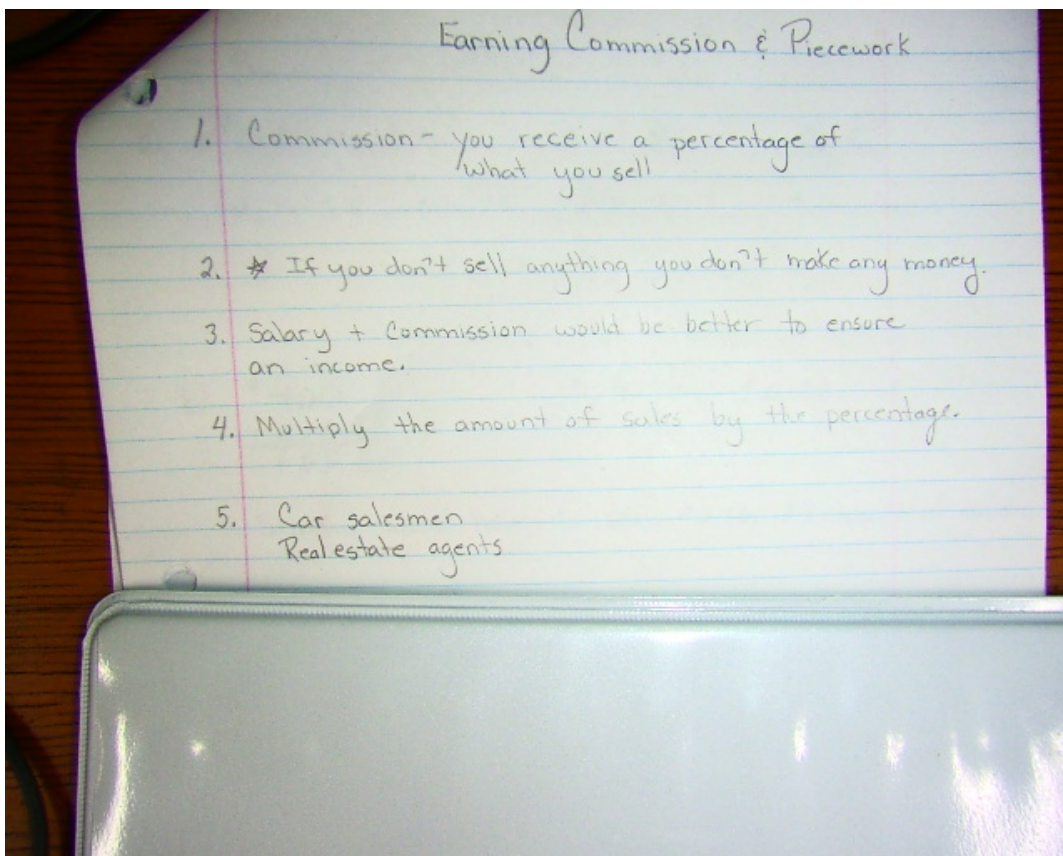 Earning Commission & Piecework
1. Commission - you receive a percentage of
what you sell
2. * If you don't sell anything you don't make any money.
3. Salary + Commission would be better to ensure
an income.
4. Multiply the amount of sales by the percentage.
5. Car salesmen
Real estate agents